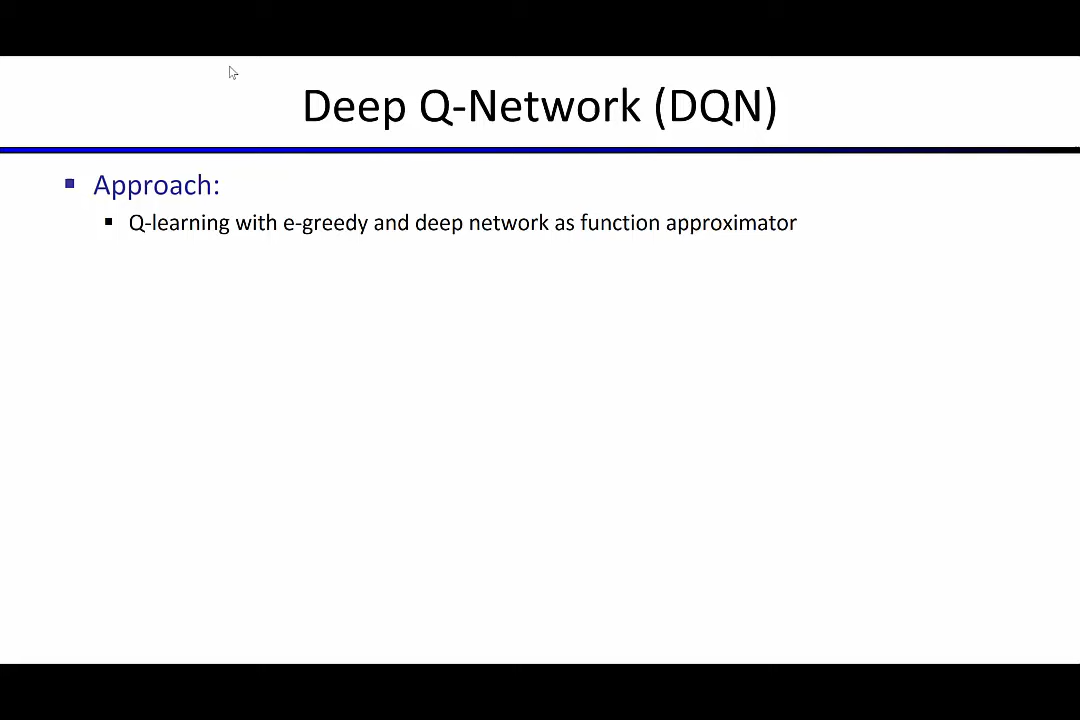 Deep Q-Network (DQN)
Approach:
Q-learning with e-greedy and deep network as function approximator